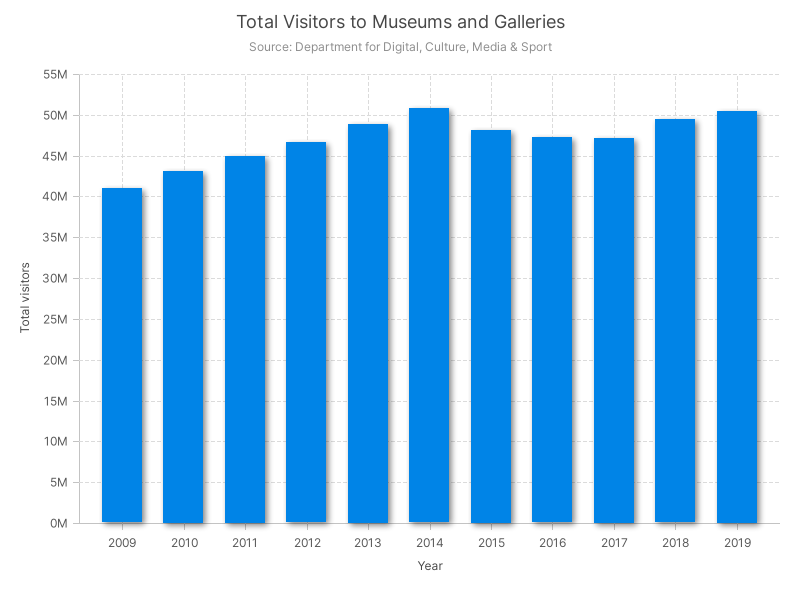 Total Visitors to Museums and Galleries
Source: Department for Digital, Culture, Media & Sport
55M
50M
45M
40M
35M
30M
25M
20M
15M
10M
5M
0M
Total visitors
2009 2010 2011 2012 2013 2014 2015 2016 2017 2018 2019
Year